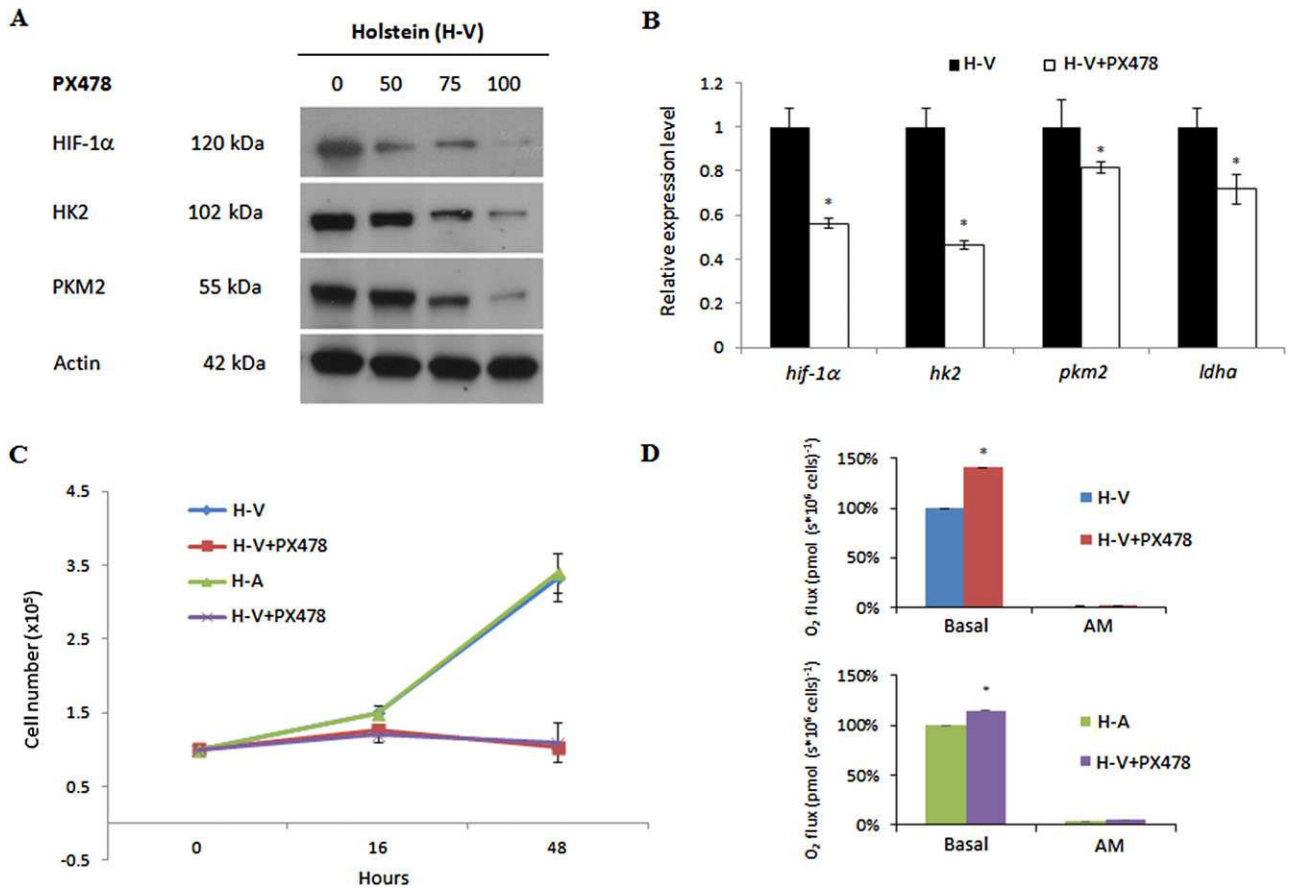 A
Holstein (H-V)
PX478 0 50 75 100
HIF-1α 120 kDa
HK2 102 kDa
PKM2 55 kDa
Actin 42 kDa
B
H-V H-V+PX478
Relative expression level
1.2
1
0.8
0.6
0.4
0.2
0
* * * *
hif-1α hk2 pkm2 ldha
C
Cell number (x10⁵)
4.5
3.5
2.5
1.5
0.5
-0.5
H-V
H-V+PX478
H-A
H-V+PX478
0 16 48
Hours
D
O₂ flux (pmol (s*10⁶ cells)⁻¹)
150%
100%
50%
0%
*
H-V
H-V+PX478
Basal AM
O₂ flux (pmol (s*10⁶ cells)⁻¹)
150%
100%
50%
0%
*
H-A
H-V+PX478
Basal AM